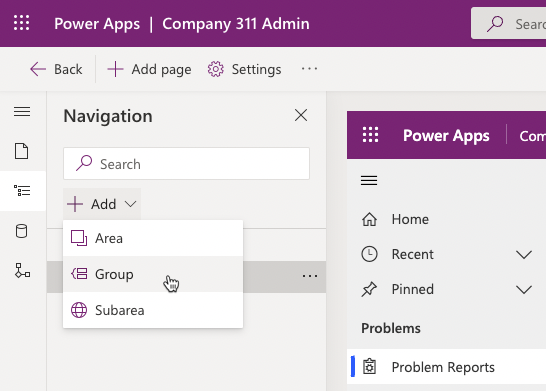 Power Apps | Company 311 Admin
Searc
Back
Add page
Settings
Navigation
Search
Add
Area
Group
Subarea
Power Apps
Com
Home
Recent
Pinned
Problems
Problem Reports